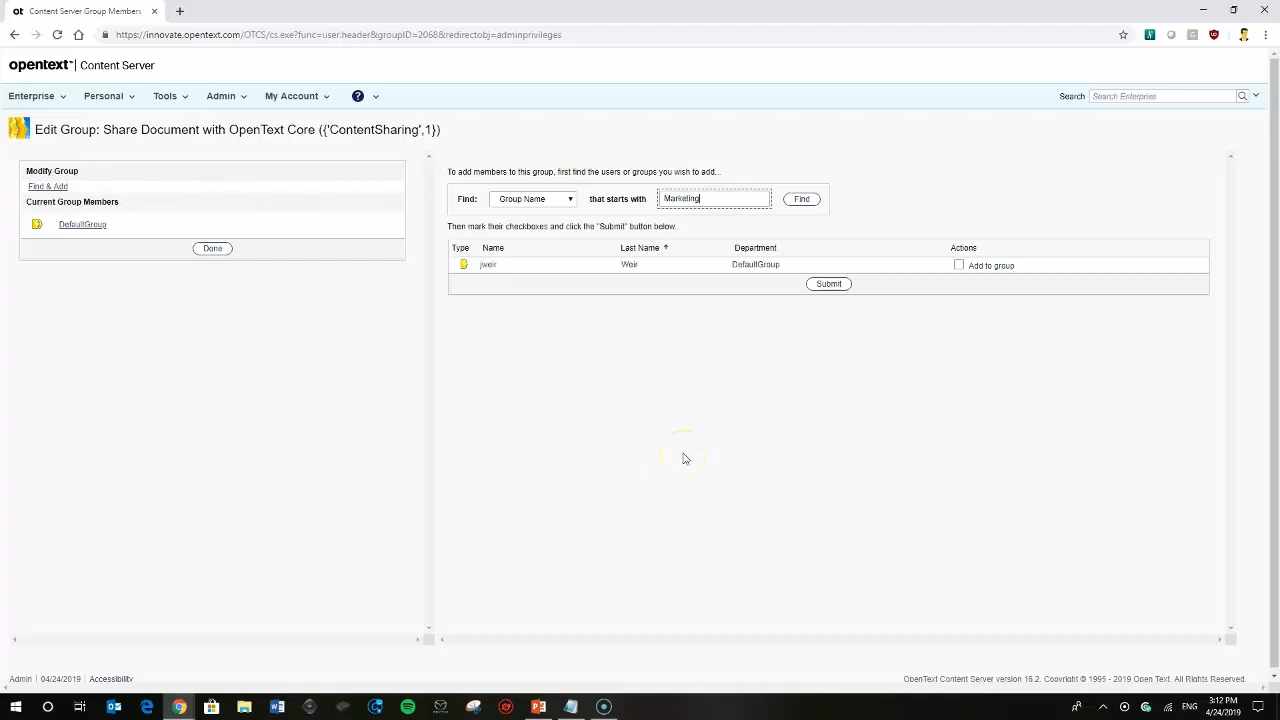 ot Content Server Group Members
https://innovate.opentext.com/OTCS/cs.exe?func=user.header&groupID=2068&redirectobj=adminprivileges
opentext™ | Content Server
Enterprise Personal Tools Admin My Account ? Search Search Enterprise
Edit Group: Share Document with OpenText Core ({'ContentSharing',1})
Modify Group
Find & Add
Current Group Members
DefaultGroup
Done
To add members to this group, first find the users or groups you wish to add...
Find: Group Name that starts with Marketing Find
Then mark their checkboxes and click the "Submit" button below...
Type Name Last Name Department Actions
jweir Weir DefaultGroup Add to group
Submit
Admin 04/24/2019 Accessibility
OpenText Content Server version 16.2. Copyright © 1995 - 2019 Open Text. All Rights Reserved.
ENG 3:12 PM
4/24/2019